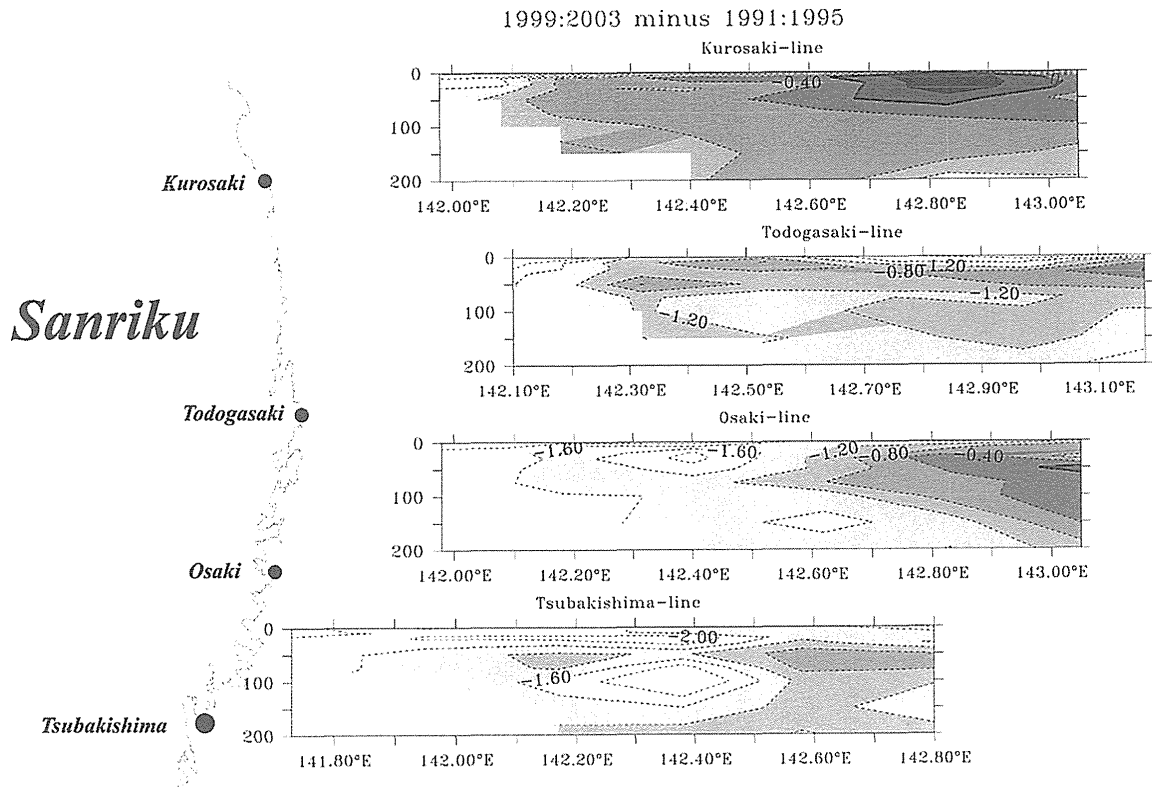 1999:2003 minus 1991:1995
Kurosaki-line
0
100
200
-0.40
0
142.00°E 142.20°E 142.40°E 142.60°E 142.80°E 143.00°E
Todogasaki-line
0
100
200
-0.80 1.20
-1.20
-1.20
142.10°E 142.30°E 142.50°E 142.70°E 142.90°E 143.10°E
Osaki-line
0
100
200
-1.60 -1.60 -1.20 -0.80 -0.40
142.00°E 142.20°E 142.40°E 142.60°E 142.80°E 143.00°E
Tsubakishima-line
0
100
200
-2.00
-1.60
141.80°E 142.00°E 142.20°E 142.40°E 142.60°E 142.80°E
Kurosaki
Sanriku
Todogasaki
Osaki
Tsubakishima